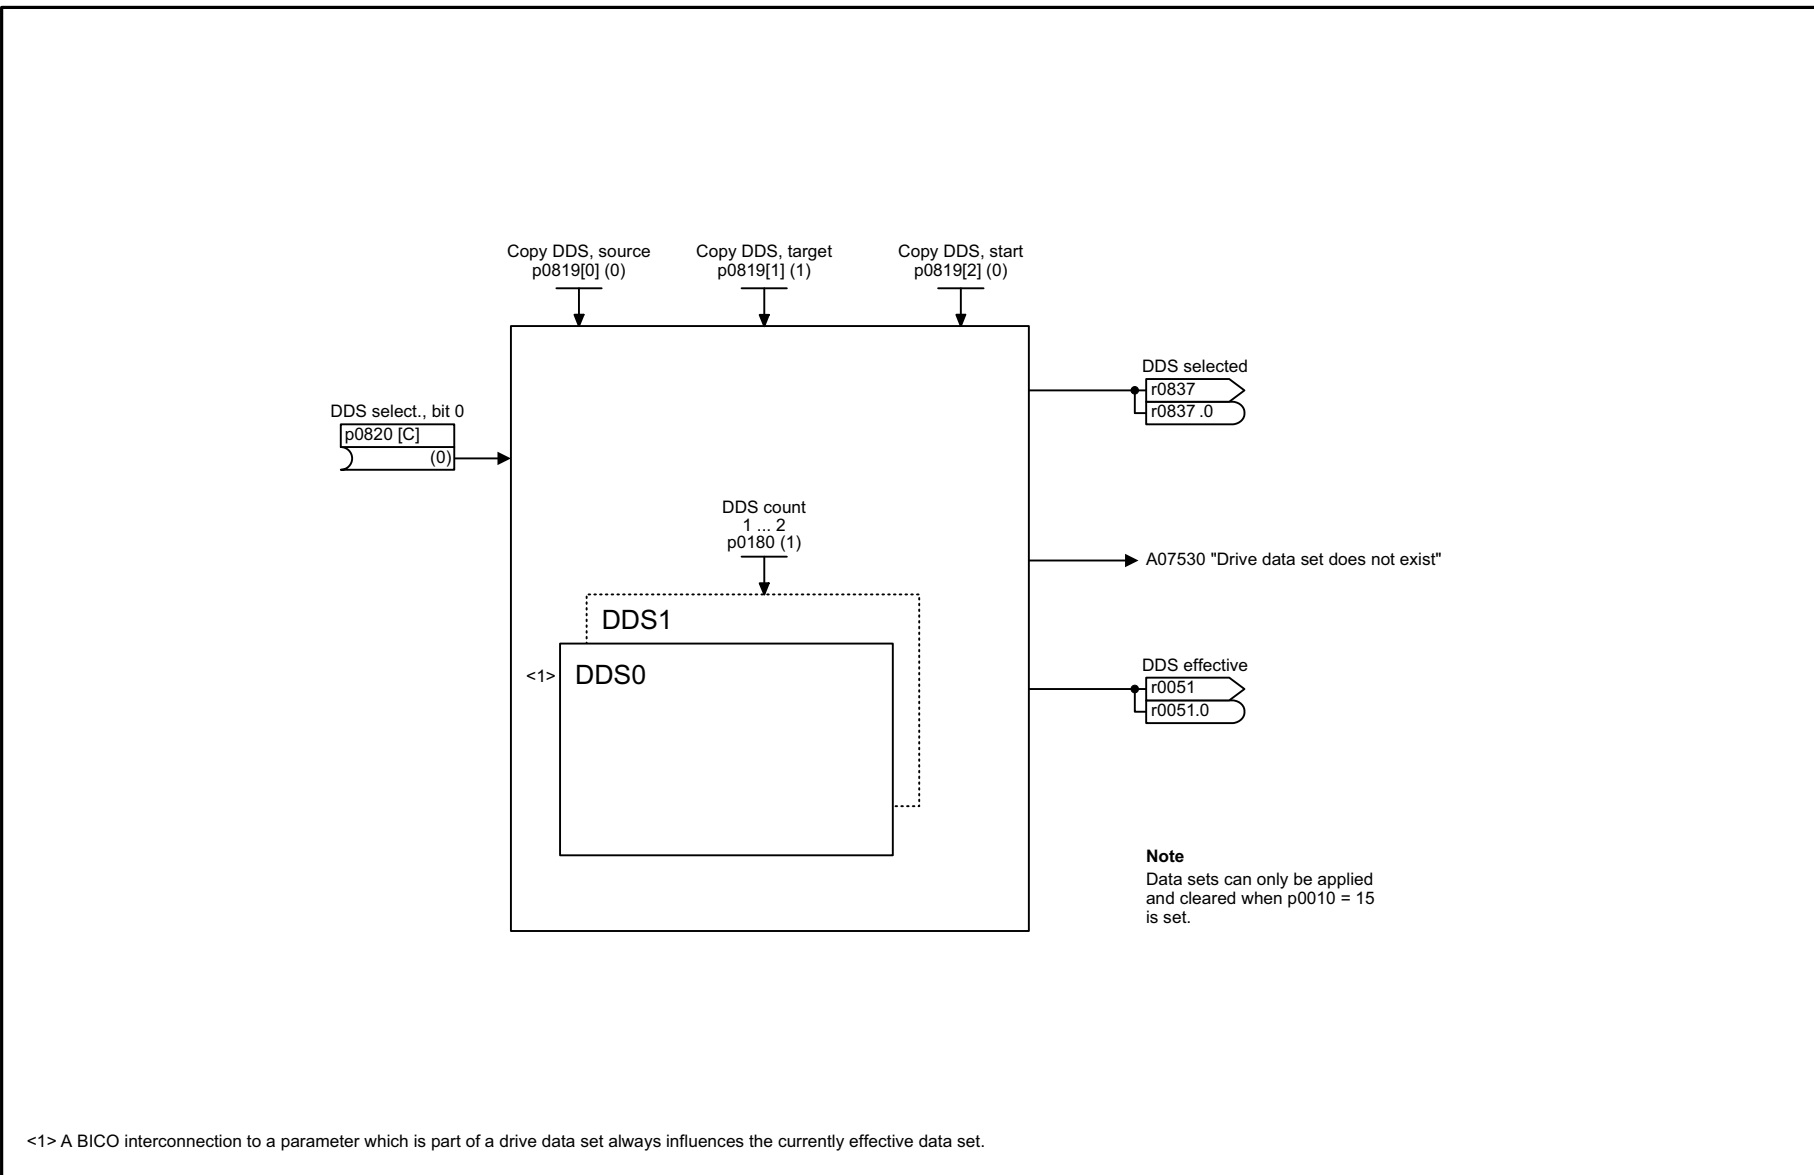 Copy DDS, source
p0819[0] (0)
Copy DDS, target
p0819[1] (1)
Copy DDS, start
p0819[2] (0)
DDS selected
r0837
r0837 .0
DDS select., bit 0
p0820 [C]
(0)
DDS count
1 ... 2
p0180 (1)
A07530 "Drive data set does not exist"
DDS1
<1>
DDS0
DDS effective
r0051
r0051.0
Note
Data sets can only be applied
and cleared when p0010 = 15
is set.
<1> A BICO interconnection to a parameter which is part of a drive data set always influences the currently effective data set.